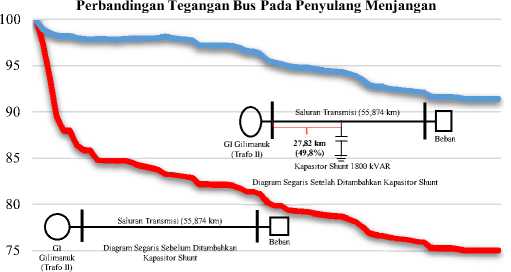 Perbandingan Tegangan Bus Pada Penyulang Menjangan
100
95
90
85
80
75
Saluran Transmisi (55,874 km)
GI Gilimanuk
(Trafo II)
27,82 km
(49,8%)
Beban
Kapasitor Shunt 1800 kVAR
Diagram Segaris Setelah Ditambahkan Kapasitor Shunt
Saluran Transmisi (55,874 km)
GI
Gilimanuk
(Trafo II)
Beban
Diagram Segaris Sebelum Ditambahkan
Kapasitor Shunt